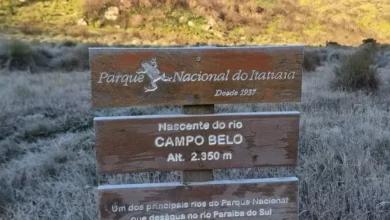 Parque Nacional do Itatiaia
Desde 1937
Nascente do rio
CAMPO BELO
Alt. 2.350 m
Um dos principais rios do Parque Nacional
que deságua no rio Paraíba do Sul